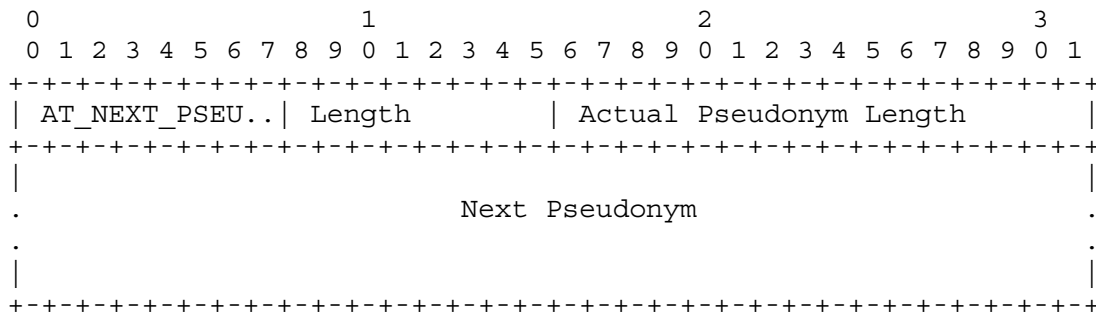 0                   1                   2                   3
 0 1 2 3 4 5 6 7 8 9 0 1 2 3 4 5 6 7 8 9 0 1 2 3 4 5 6 7 8 9 0 1
+-+-+-+-+-+-+-+-+-+-+-+-+-+-+-+-+-+-+-+-+-+-+-+-+-+-+-+-+-+-+-+-+
| AT_NEXT_PSEU..| Length        | Actual Pseudonym Length       |
+-+-+-+-+-+-+-+-+-+-+-+-+-+-+-+-+-+-+-+-+-+-+-+-+-+-+-+-+-+-+-+-+
|                                                               |
.                          Next Pseudonym                       .
.                                                               .
|                                                               |
+-+-+-+-+-+-+-+-+-+-+-+-+-+-+-+-+-+-+-+-+-+-+-+-+-+-+-+-+-+-+-+-+